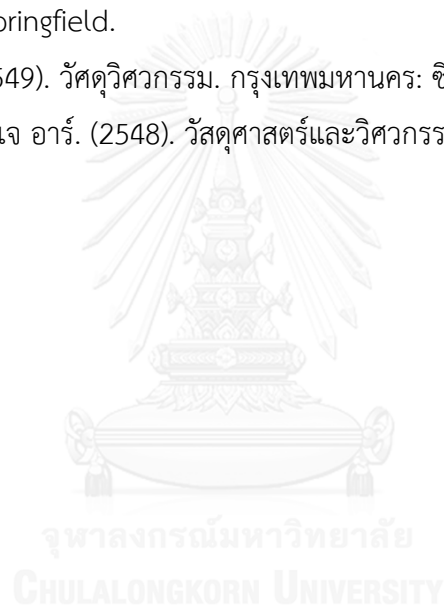 pringfield.
549). วัศดุวิศวกรรม. กรุงเทพมหานคร: ซิ
เจ อาร์. (2548). วัสดุศาสตร์และวิศวกรร
จุฬาลงกรณ์มหาวิทยาลัย
CHULALONGKORN UNIVERSITY